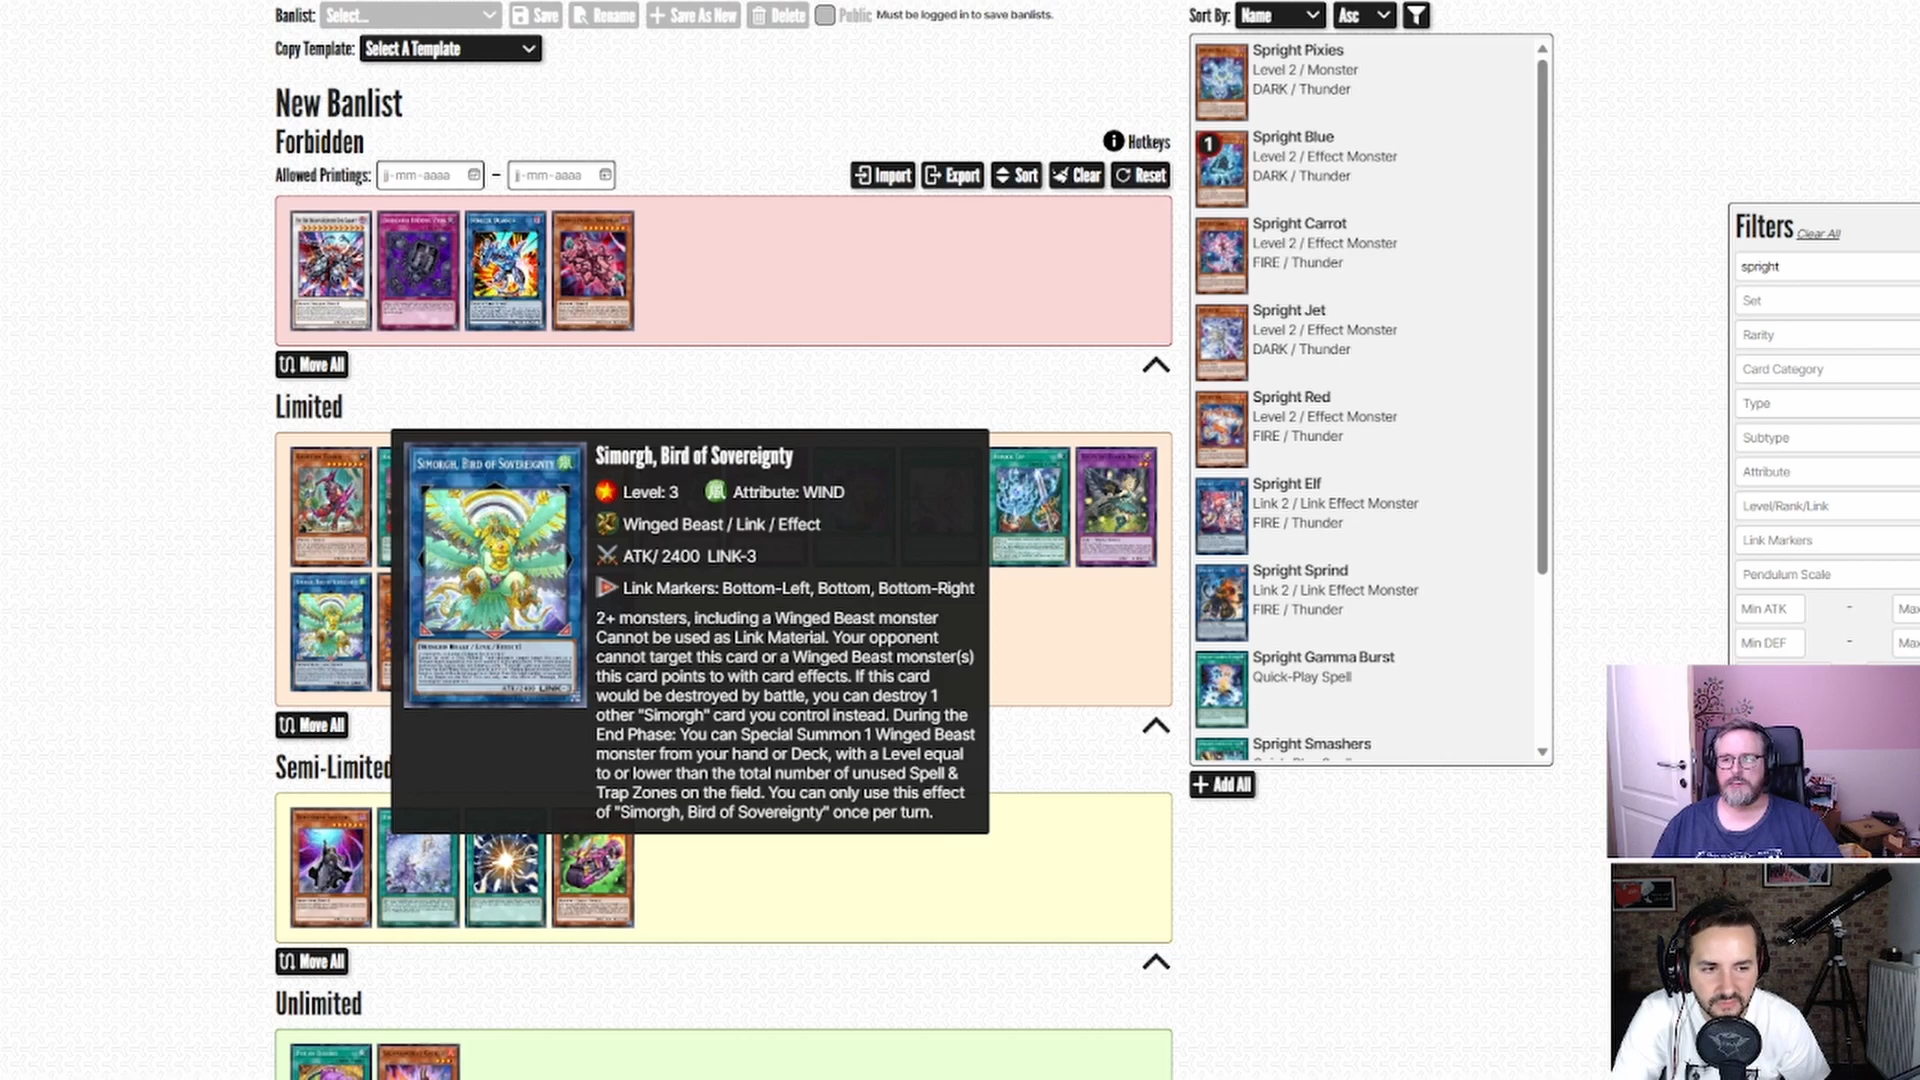 Banlist:
Select...
Save
Rename
Save As New
Delete
Public
Must be logged in to save banlists.
Copy Template:
Select A Template
New Banlist
Forbidden
Hotkeys
Allowed Printings:
jj-mm-aaaa
–
jj-mm-aaaa
Import
Export
Sort
Clear
Reset
Move All
Limited
SIMORGH, BIRD OF SOVEREIGNTY
[WINGED BEAST / LINK / EFFECT]
ATK/2400 LINK-3
Simorgh, Bird of Sovereignty
Level: 3
Attribute: WIND
Winged Beast / Link / Effect
ATK/ 2400 LINK-3
Link Markers: Bottom-Left, Bottom, Bottom-Right
2+ monsters, including a Winged Beast monster
Cannot be used as Link Material. Your opponent
cannot target this card or a Winged Beast monster(s)
this card points to with card effects. If this card
would be destroyed by battle, you can destroy 1
other "Simorgh" card you control instead. During the
End Phase: You can Special Summon 1 Winged Beast
monster from your hand or Deck, with a Level equal
to or lower than the total number of unused Spell &
Trap Zones on the field. You can only use this effect
of "Simorgh, Bird of Sovereignty" once per turn.
Move All
Semi-Limited
Move All
Unlimited
Sort By:
Name
Asc
Spright Pixies
Level 2 / Monster
DARK / Thunder
1
Spright Blue
Level 2 / Effect Monster
DARK / Thunder
Spright Carrot
Level 2 / Effect Monster
FIRE / Thunder
Spright Jet
Level 2 / Effect Monster
DARK / Thunder
Spright Red
Level 2 / Effect Monster
FIRE / Thunder
Spright Elf
Link 2 / Link Effect Monster
FIRE / Thunder
Spright Sprind
Link 2 / Link Effect Monster
FIRE / Thunder
Spright Gamma Burst
Quick-Play Spell
Spright Smashers
Add All
Filters
Clear All
spright
Set
Rarity
Card Category
Type
Subtype
Attribute
Level/Rank/Link
Link Markers
Pendulum Scale
Min ATK
-
Min DEF
-